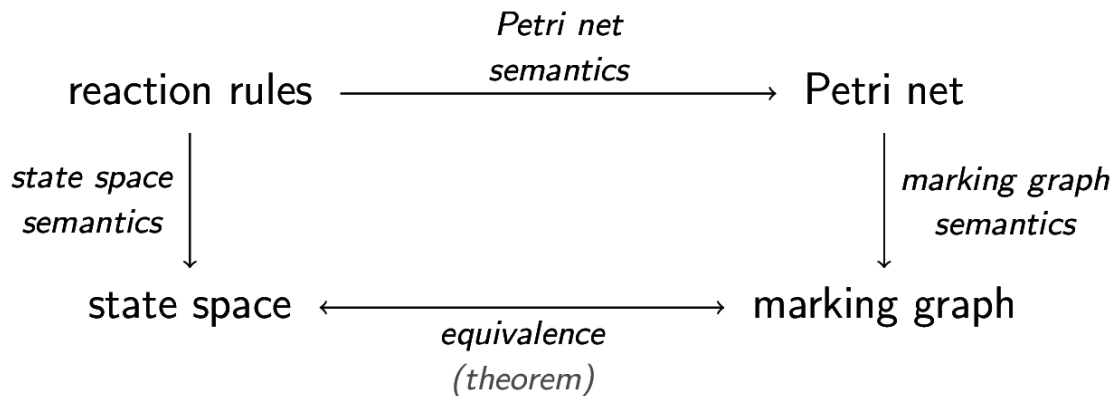 Petri net
semantics
reaction rules
Petri net
state space
semantics
marking graph
semantics
state space
marking graph
equivalence
(theorem)